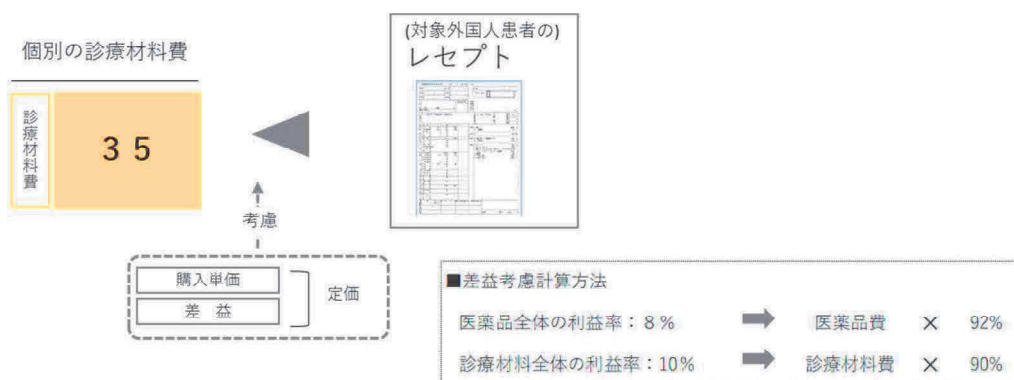 個別の診療材料費
診療材料費
３５
(対象外国人患者の)
レセプト
考慮
購入単価
差　益
定価
■差益考慮計算方法
医薬品全体の利益率：８% 医薬品費 × 92%
診療材料全体の利益率：10% 診療材料費 × 90%